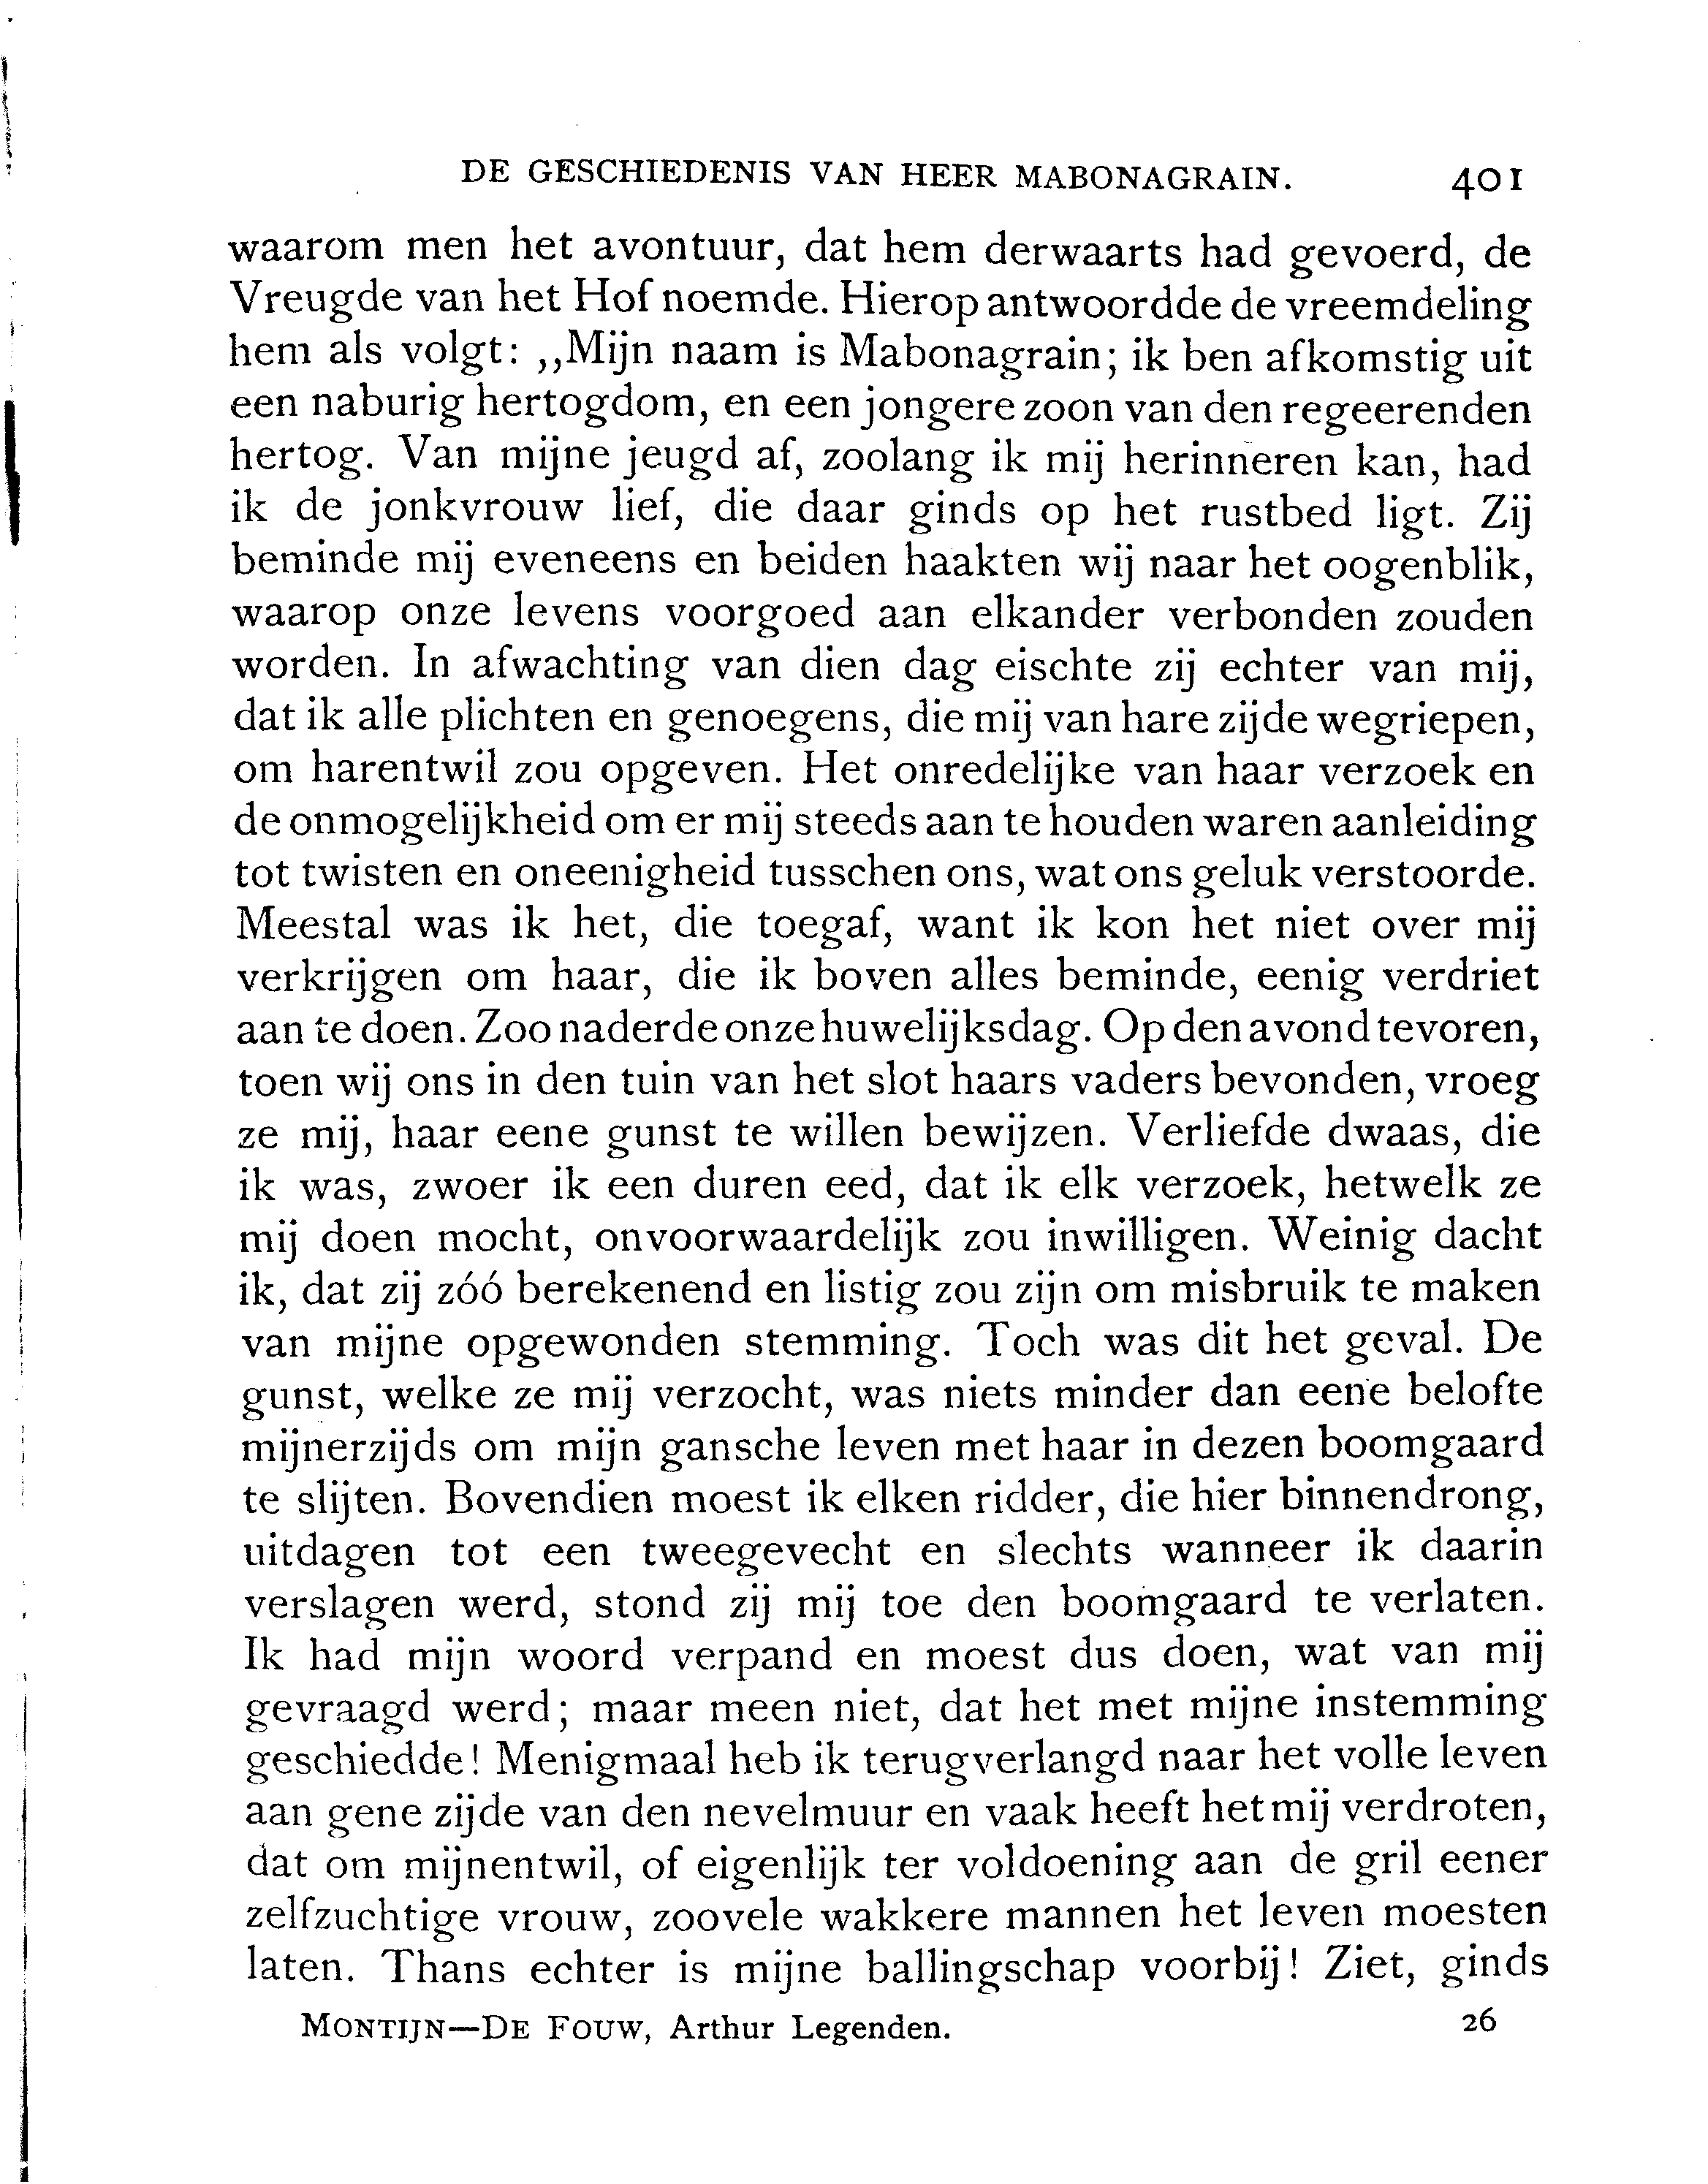 DE GESCHIEDENIS VAN HEER MABONAGRAIN. 401
waarom men het avontuur, dat hem derwaarts had gevoerd, de
Vreugde van het Hof noemde. Hierop antwoordde de vreemdeling
hem als volgt: ,,Mijn naam is Mabonagrain; ik ben afkomstig uit
een naburig hertogdom, en een jongere zoon van den regeerenden
hertog. Van mijne jeugd af, zoolang ik mij herinneren kan, had
ik de jonkvrouw lief, die daar ginds op het rustbed ligt. Zij
beminde mij eveneens en beiden haakten wij naar het oogenblik,
waarop onze levens voorgoed aan elkander verbonden zouden
worden. In afwachting van dien dag eischte zij echter van mij,
dat ik alle plichten en genoegens, die mij van hare zijde wegriepen,
om harentwil zou opgeven. Het onredelijke van haar verzoek en
de onmogelijkheid om er mij steeds aan te houden waren aanleiding
tot twisten en oneenigheid tusschen ons, wat ons geluk verstoorde.
Meestal was ik het, die toegaf, want ik kon het niet over mij
verkrijgen om haar, die ik boven alles beminde, eenig verdriet
aan te doen. Zoo naderde onze huwelijksdag. Op den avond tevoren,
toen wij ons in den tuin van het slot haars vaders bevonden, vroeg
ze mij, haar eene gunst te willen bewijzen. Verliefde dwaas, die
ik was, zwoer ik een duren eed, dat ik elk verzoek, hetwelk ze
mij doen mocht, onvoorwaardelijk zou inwilligen. Weinig dacht
ik, dat zij zóó berekenend en listig zou zijn om misbruik te maken
van mijne opgewonden stemming. Toch was dit het geval. De
gunst, welke ze mij verzocht, was niets minder dan eene belofte
mijnerzijds om mijn gansche leven met haar in dezen boomgaard
te slijten. Bovendien moest ik elken ridder, die hier binnendrong,
uitdagen tot een tweegevecht en slechts wanneer ik daarin
verslagen werd, stond zij mij toe den boomgaard te verlaten.
Ik had mijn woord verpand en moest dus doen, wat van mij
gevraagd werd; maar meen niet, dat het met mijne instemming
geschiedde! Menigmaal heb ik terugverlangd naar het volle leven
aan gene zijde van den nevelmuur en vaak heeft het mij verdroten,
dat om mijnentwil, of eigenlijk ter voldoening aan de gril eener
zelfzuchtige vrouw, zoovele wakkere mannen het leven moesten
laten. Thans echter is mijne ballingschap voorbij! Ziet, ginds
MONTIJN—DE FOUW, Arthur Legenden. 26